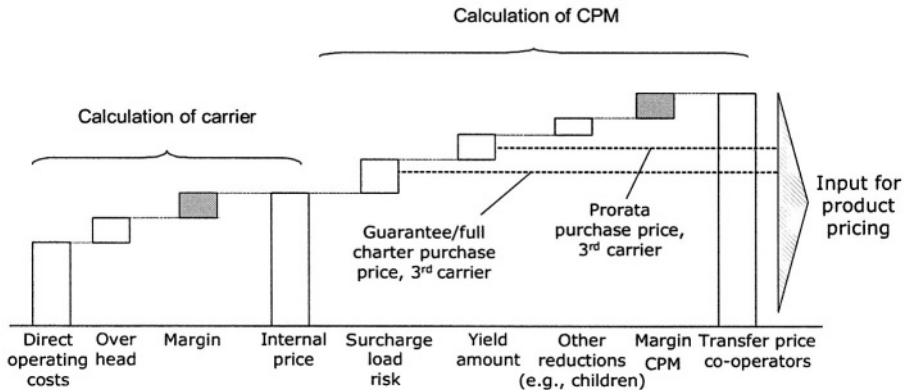 Calculation of CPM
Calculation of carrier
Input for
product
pricing
Prorata
purchase price,
3rd carrier
Guarantee/full
charter purchase
price, 3rd carrier
Direct
operating
costs
Over
head
Margin
Internal
price
Surcharge
load
risk
Yield
amount
Other
reductions
(e.g., children)
Margin
CPM
Transfer price
co-operators